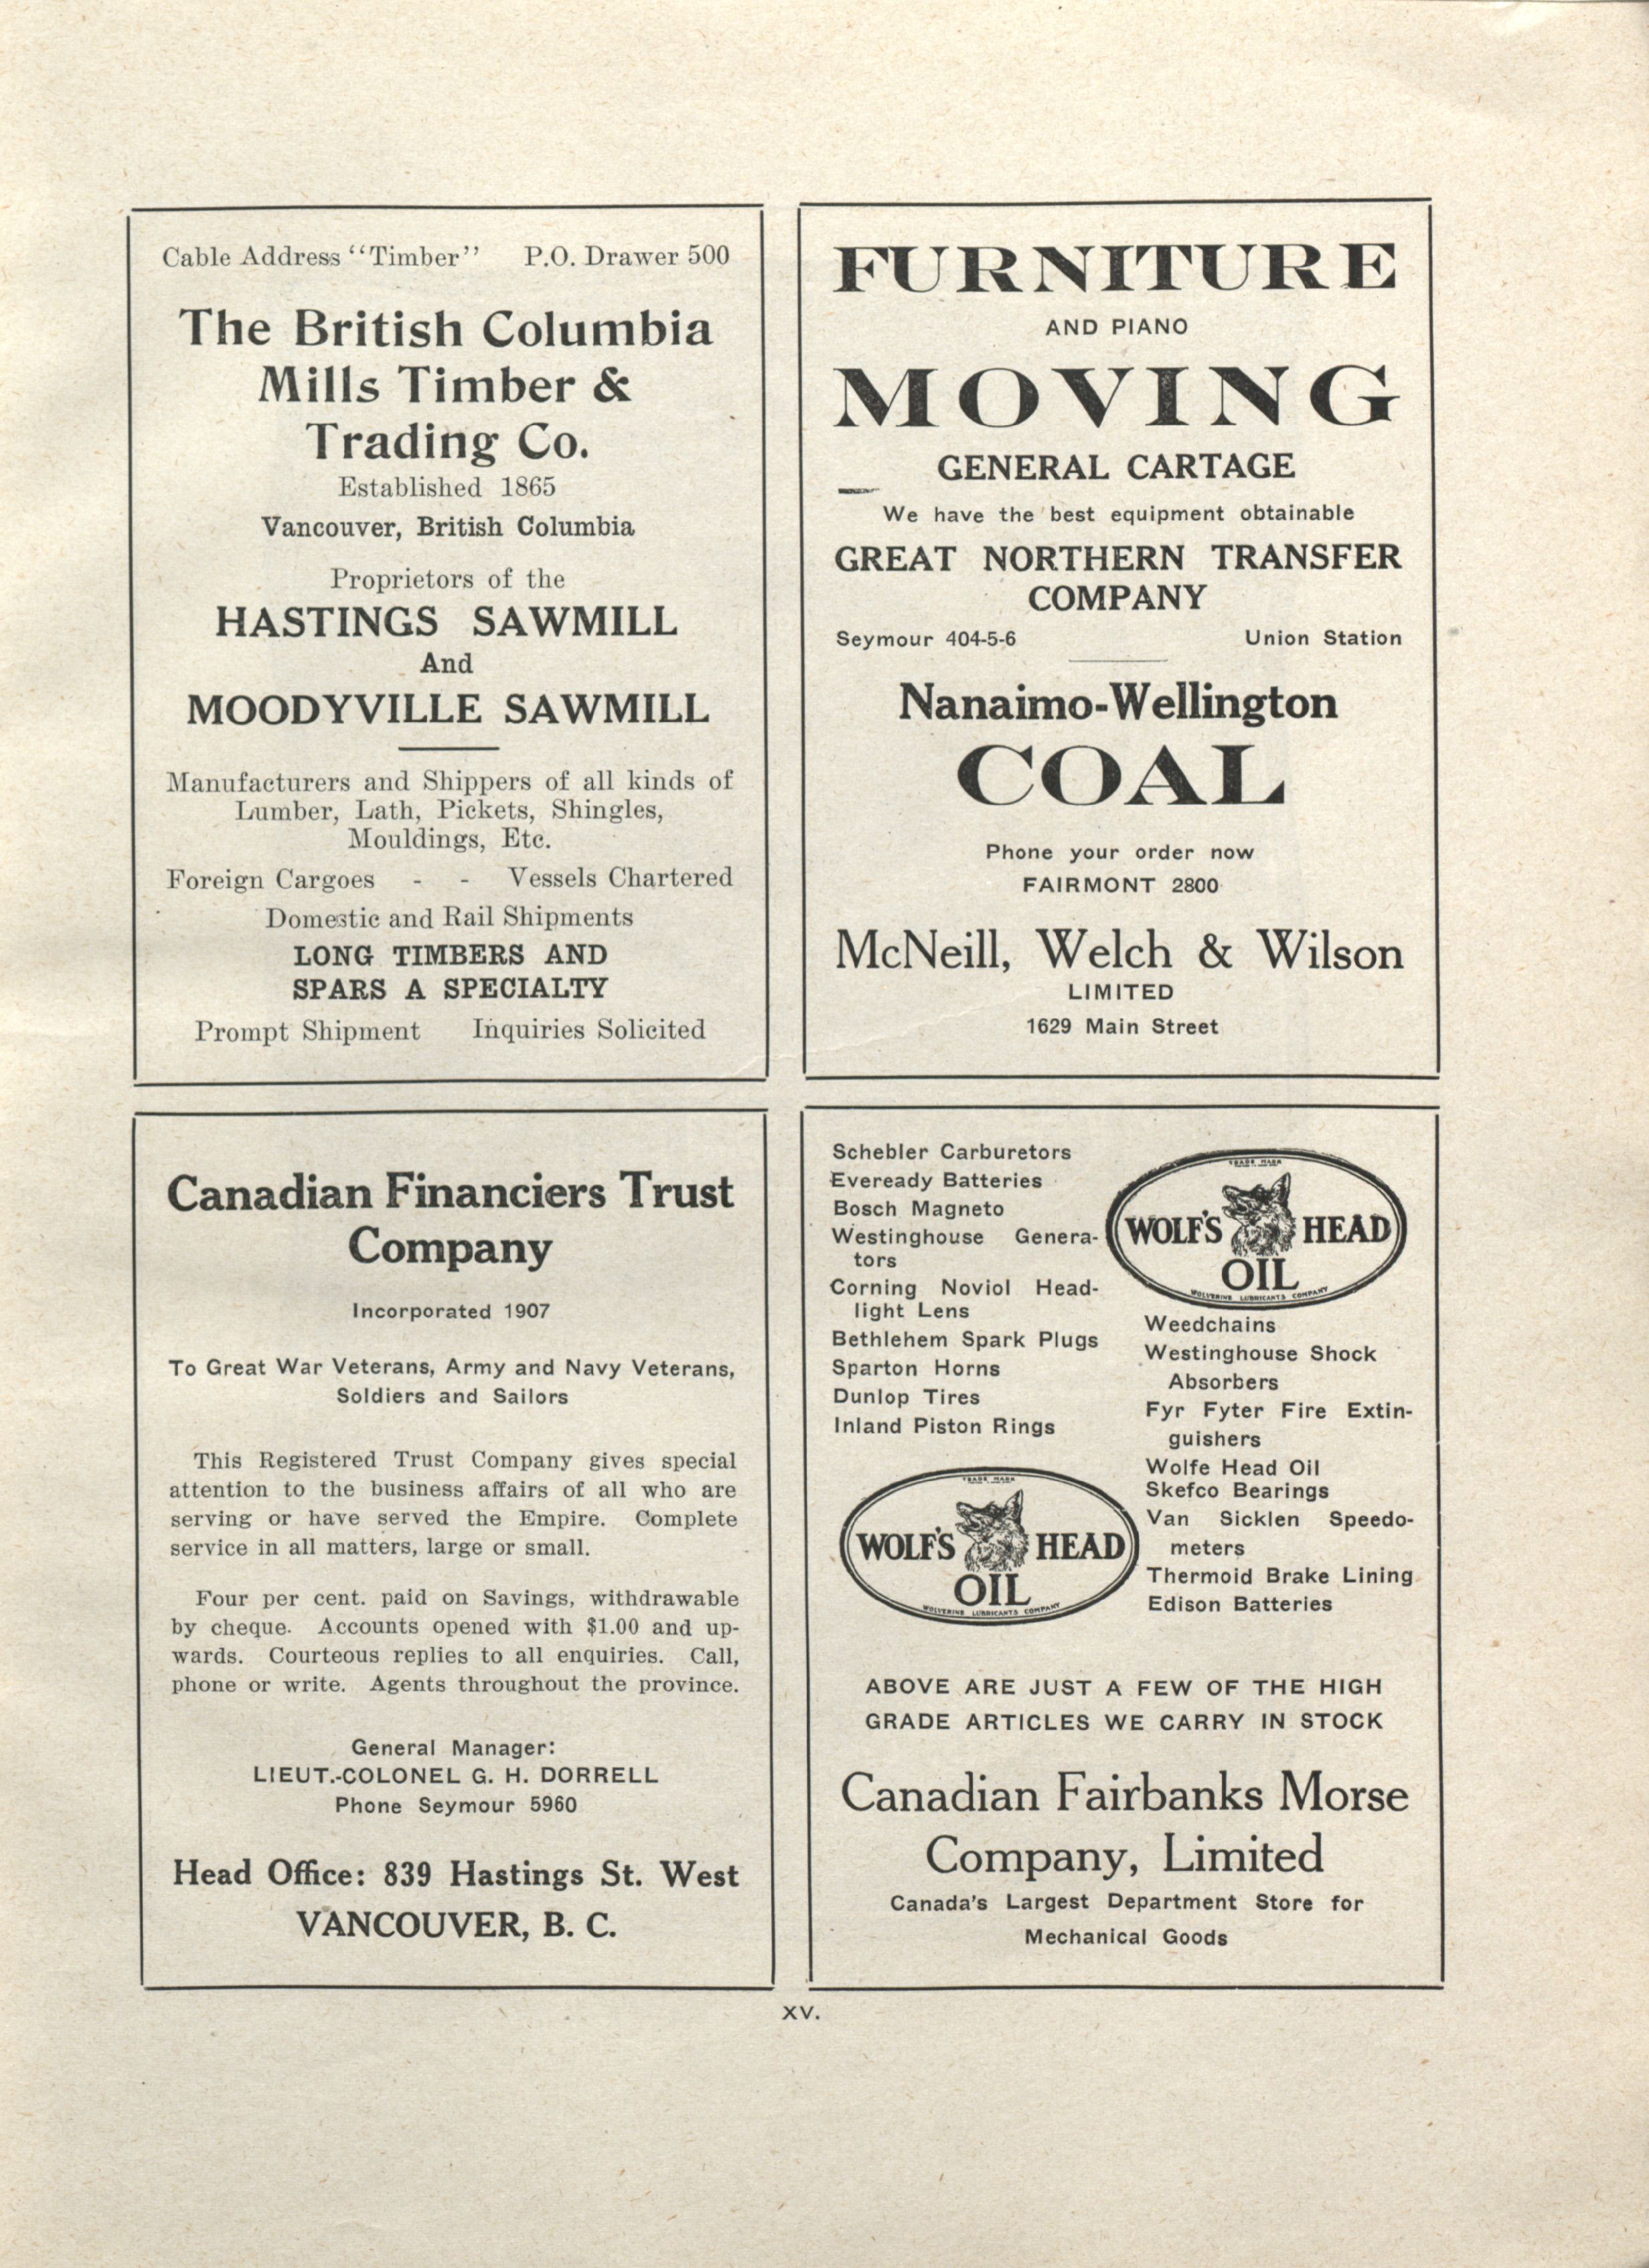 Cable Address "Timber" P.O. Drawer 500
The British Columbia
Mills Timber &
Trading Co.
Established 1865
Vancouver, British Columbia
Proprietors of the
HASTINGS SAWMILL
And
MOODYVILLE SAWMILL
Manufacturers and Shippers of all kinds of
Lumber, Lath, Pickets, Shingles,
Mouldings, Etc.
Foreign Cargoes - - Vessels Chartered
Domestic and Rail Shipments
LONG TIMBERS AND
SPARS A SPECIALTY
Prompt Shipment Inquiries Solicited
FURNITURE
AND PIANO
MOVING
GENERAL CARTAGE
We have the best equipment obtainable
GREAT NORTHERN TRANSFER
COMPANY
Seymour 404-5-6 Union Station
Nanaimo-Wellington
COAL
Phone your order now
FAIRMONT 2800
McNeill, Welch & Wilson
LIMITED
1629 Main Street
Canadian Financiers Trust
Company
Incorporated 1907
To Great War Veterans, Army and Navy Veterans,
Soldiers and Sailors
This Registered Trust Company gives special
attention to the business affairs of all who are
serving or have served the Empire. Complete
service in all matters, large or small.
Four per cent. paid on Savings, withdrawable
by cheque. Accounts opened with $1.00 and up-
wards. Courteous replies to all enquiries. Call,
phone or write. Agents throughout the province.
General Manager:
LIEUT.-COLONEL G. H. DORRELL
Phone Seymour 5960
Head Office: 839 Hastings St. West
VANCOUVER, B. C.
Schebler Carburetors
Eveready Batteries
Bosch Magneto
Westinghouse Genera-
tors
Corning Noviol Head-
light Lens
Bethlehem Spark Plugs
Sparton Horns
Dunlop Tires
Inland Piston Rings
TRADE MARK
WOLF'S HEAD
OIL
WOLVERINE LUBRICANTS COMPANY
TRADE MARK
WOLF'S HEAD
OIL
WOLVERINE LUBRICANTS COMPANY
Weedchains
Westinghouse Shock
Absorbers
Fyr Fyter Fire Extin-
guishers
Wolfe Head Oil
Skefco Bearings
Van Sicklen Speedo-
meters
Thermoid Brake Lining
Edison Batteries
ABOVE ARE JUST A FEW OF THE HIGH
GRADE ARTICLES WE CARRY IN STOCK
Canadian Fairbanks Morse
Company, Limited
Canada's Largest Department Store for
Mechanical Goods
xv.